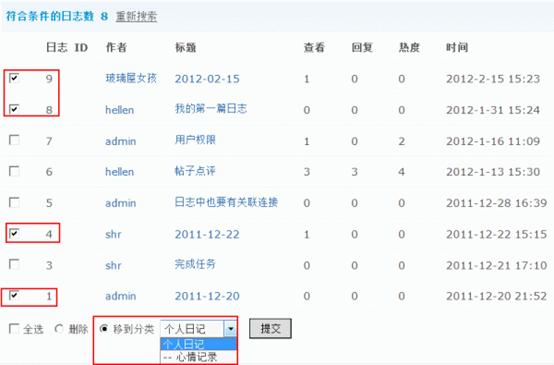 符合条件的日志数 8 重新搜索
日志 ID 作者 标题 查看 回复 热度 时间
9 玻璃屋女孩 2012-02-15 1 0 0 2012-2-15 15:23
8 hellen 我的第一篇日志 0 0 0 2012-1-31 15:24
7 admin 用户权限 1 0 2 2012-1-16 11:09
6 hellen 帖子点评 3 3 4 2012-1-13 15:30
5 admin 日志中也要有关联连接 0 0 0 2011-12-28 16:39
4 shr 2011-12-22 1 0 0 2011-12-22 15:15
3 shr 完成任务 0 0 0 2011-12-21 17:10
1 admin 2011-12-20 0 0 0 2011-12-20 21:52
全选 删除 移到分类 个人日记 提交
个人日记
-- 心情记录